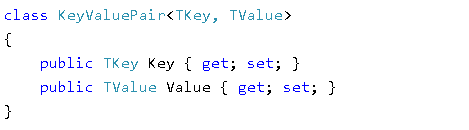 class KeyValuePair<TKey, TValue>
{
    public TKey Key { get; set; }
    public TValue Value { get; set; }
}